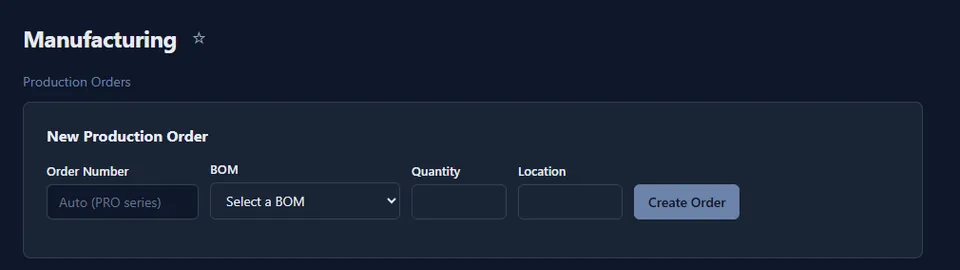 Manufacturing ☆
Production Orders
New Production Order
Order Number BOM Quantity Location
Auto (PRO series) Select a BOM Create Order